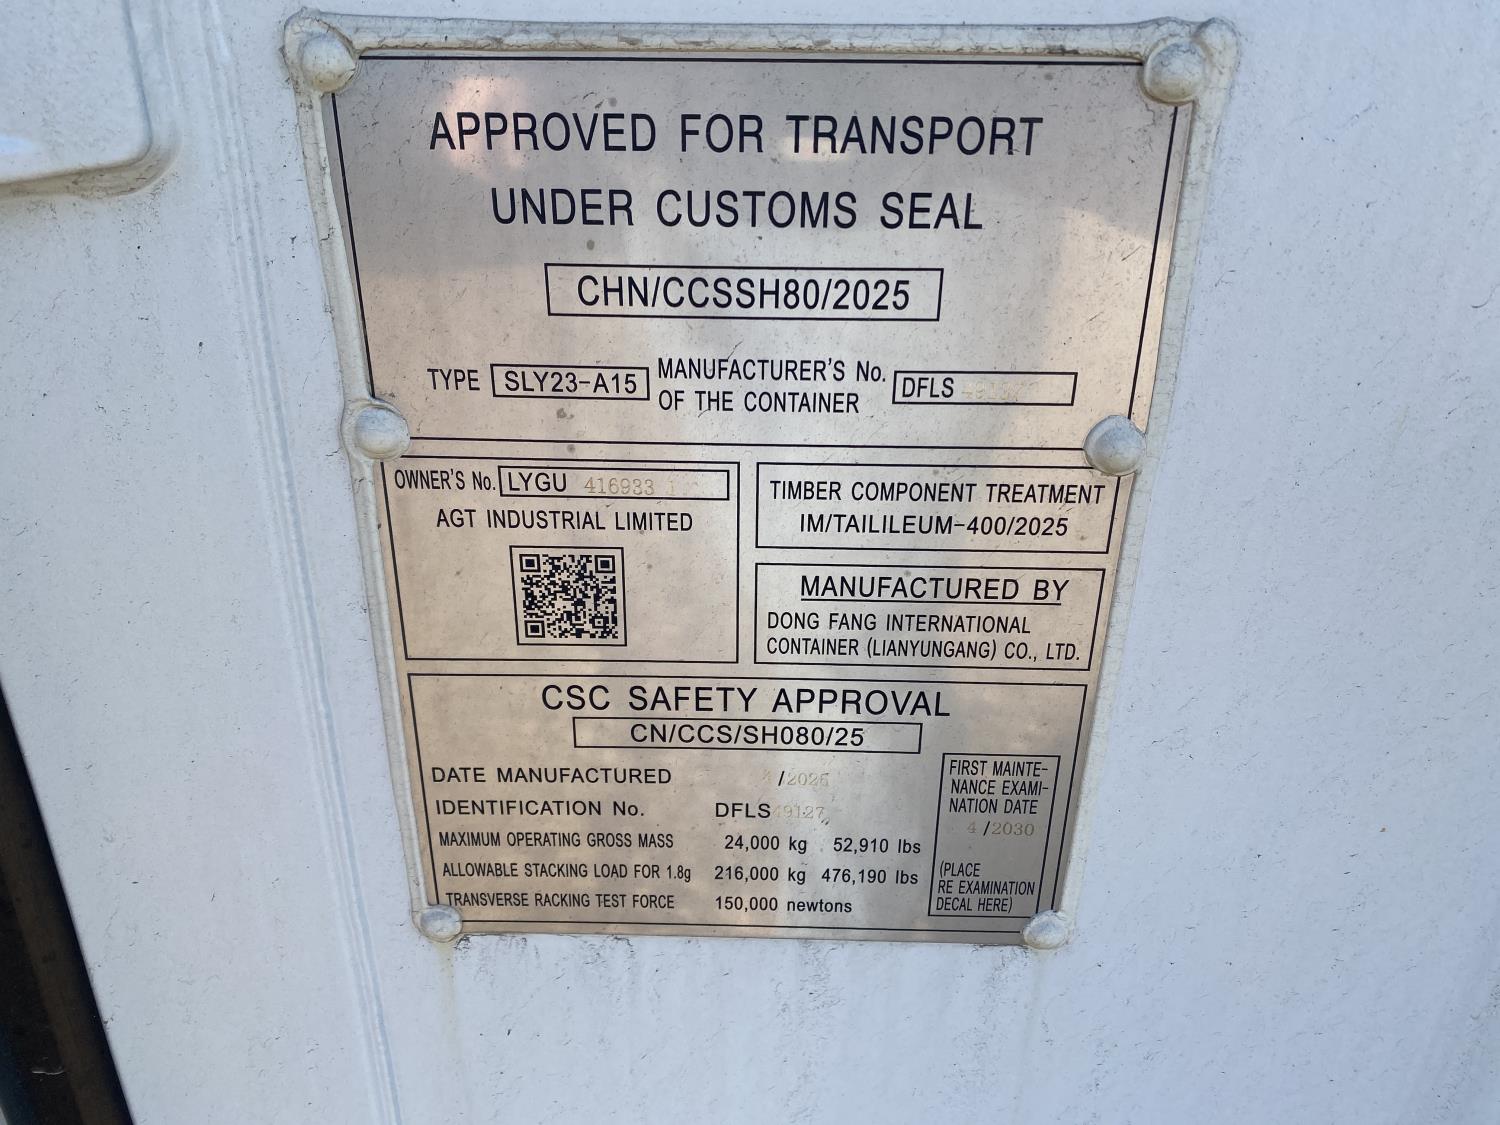 APPROVED FOR TRANSPORT
UNDER CUSTOMS SEAL
CHN/CCSSH80/2025
TYPE SLY23-A15 MANUFACTURER'S No. OF THE CONTAINER DFLS
OWNER'S No. LYGU 416933
AGT INDUSTRIAL LIMITED
TIMBER COMPONENT TREATMENT
IM/TAILILEUM-400/2025
MANUFACTURED BY
DONG FANG INTERNATIONAL
CONTAINER (LIANYUNGANG) CO., LTD.
CSC SAFETY APPROVAL
CN/CCS/SH080/25
DATE MANUFACTURED 4/2025
IDENTIFICATION No. DFLS 49127
MAXIMUM OPERATING GROSS MASS 24,000 kg 52,910 lbs
ALLOWABLE STACKING LOAD FOR 1.8g 216,000 kg 476,190 lbs
TRANSVERSE RACKING TEST FORCE 150,000 newtons
FIRST MAINTE-
NANCE EXAMI-
NATION DATE
4/2030
(PLACE
RE EXAMINATION
DECAL HERE)